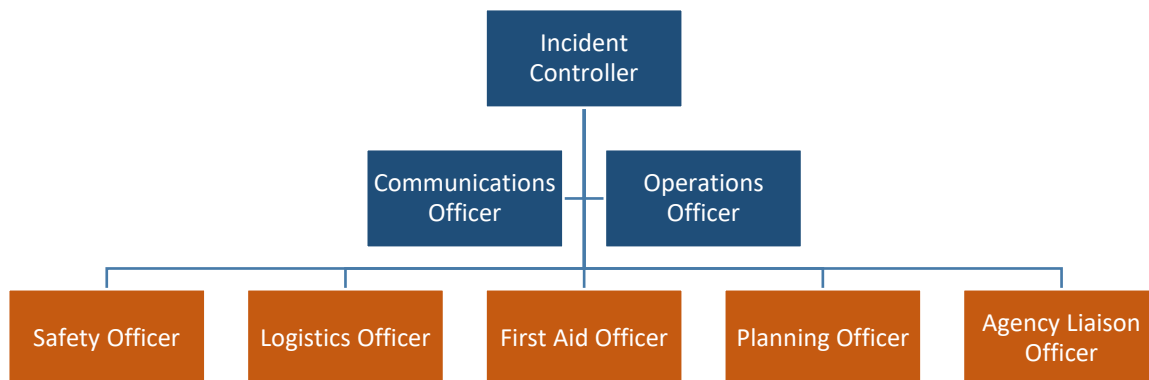 Incident
Controller
Communications
Officer
Operations
Officer
Safety Officer
Logistics Officer
First Aid Officer
Planning Officer
Agency Liaison
Officer